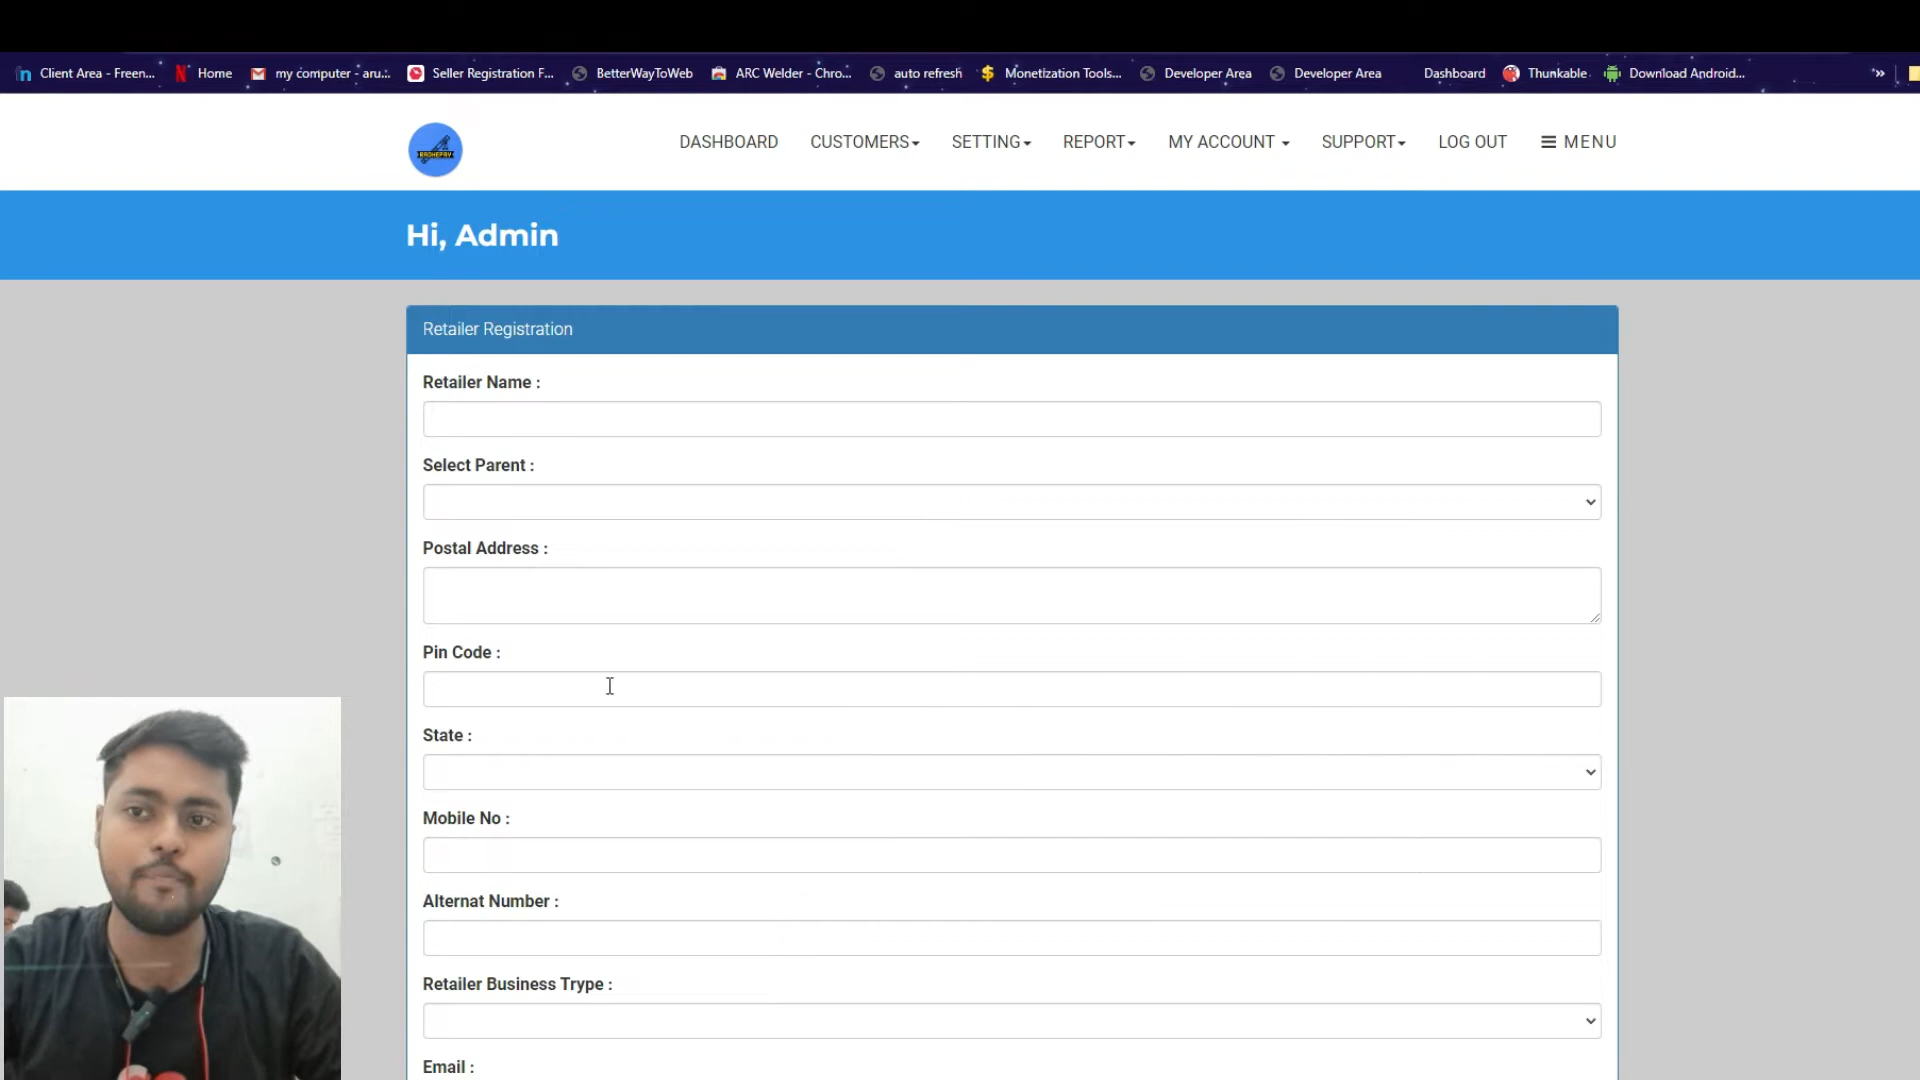 Client Area - Freen... Home my computer - aru... Seller Registration F... BetterWayToWeb ARC Welder - Chro... auto refresh Monetization Tools... Developer Area Developer Area Dashboard Thunkable Download Android... »
RADHEPAY DASHBOARD CUSTOMERS SETTING REPORT MY ACCOUNT SUPPORT LOG OUT MENU
Hi, Admin
Retailer Registration
Retailer Name :
Select Parent :
Postal Address :
Pin Code :
State :
Mobile No :
Alternat Number :
Retailer Business Trype :
Email :